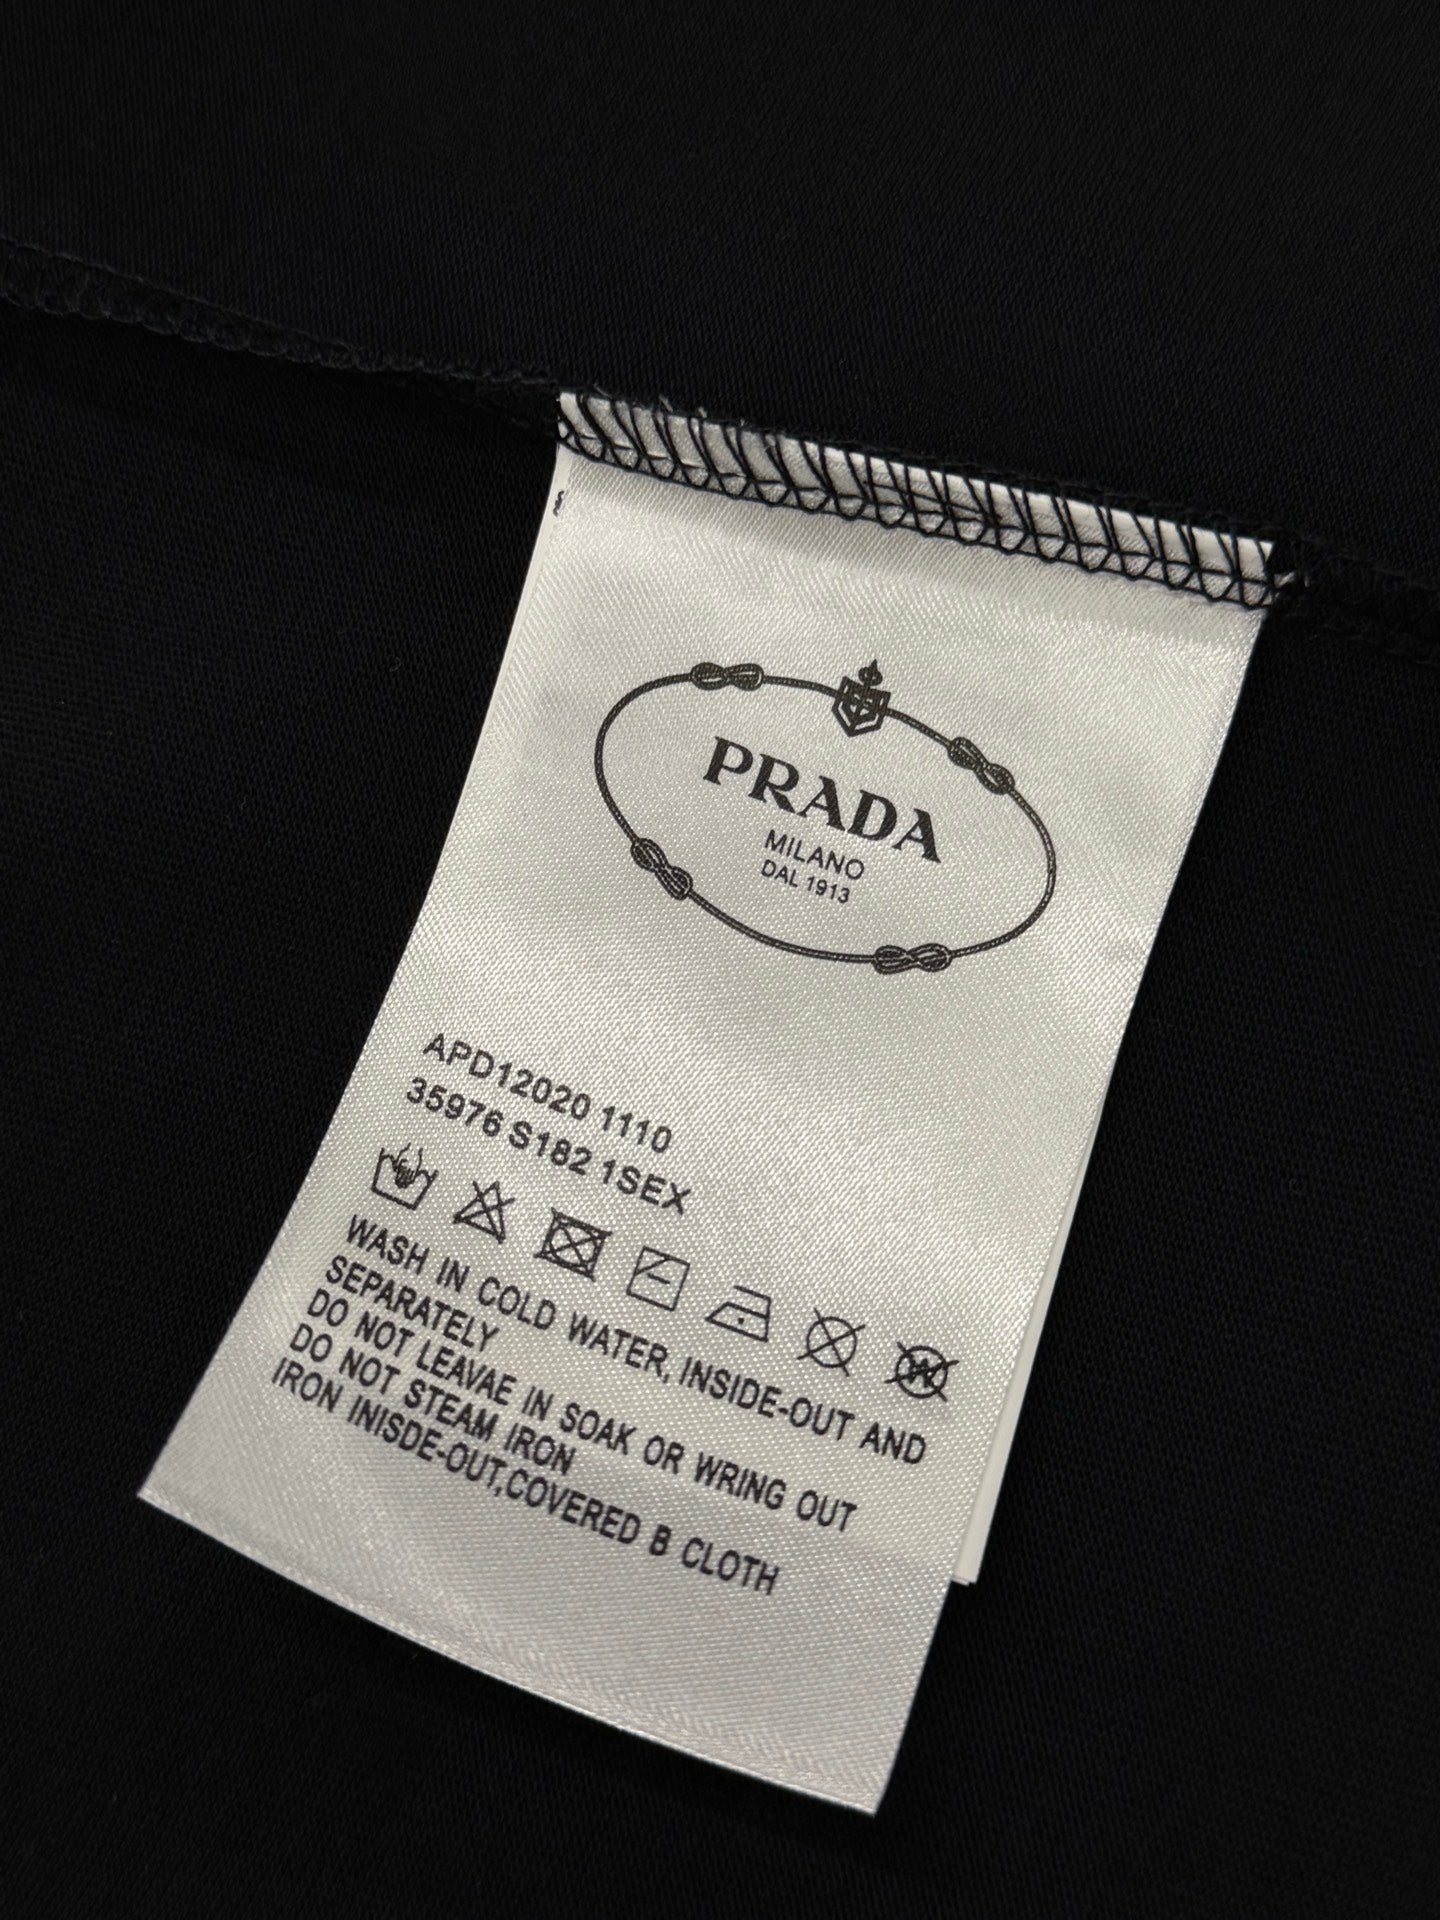 PRADA
MILANO
DAL 1913
APD12020 1110
35976 S182 1SEX
W
WASH IN COLD WATER, INSIDE-OUT AND
SEPARATELY
DO NOT LEAVAE IN SOAK OR WRING OUT
DO NOT STEAM IRON
IRON INISDE-OUT,COVERED B CLOTH